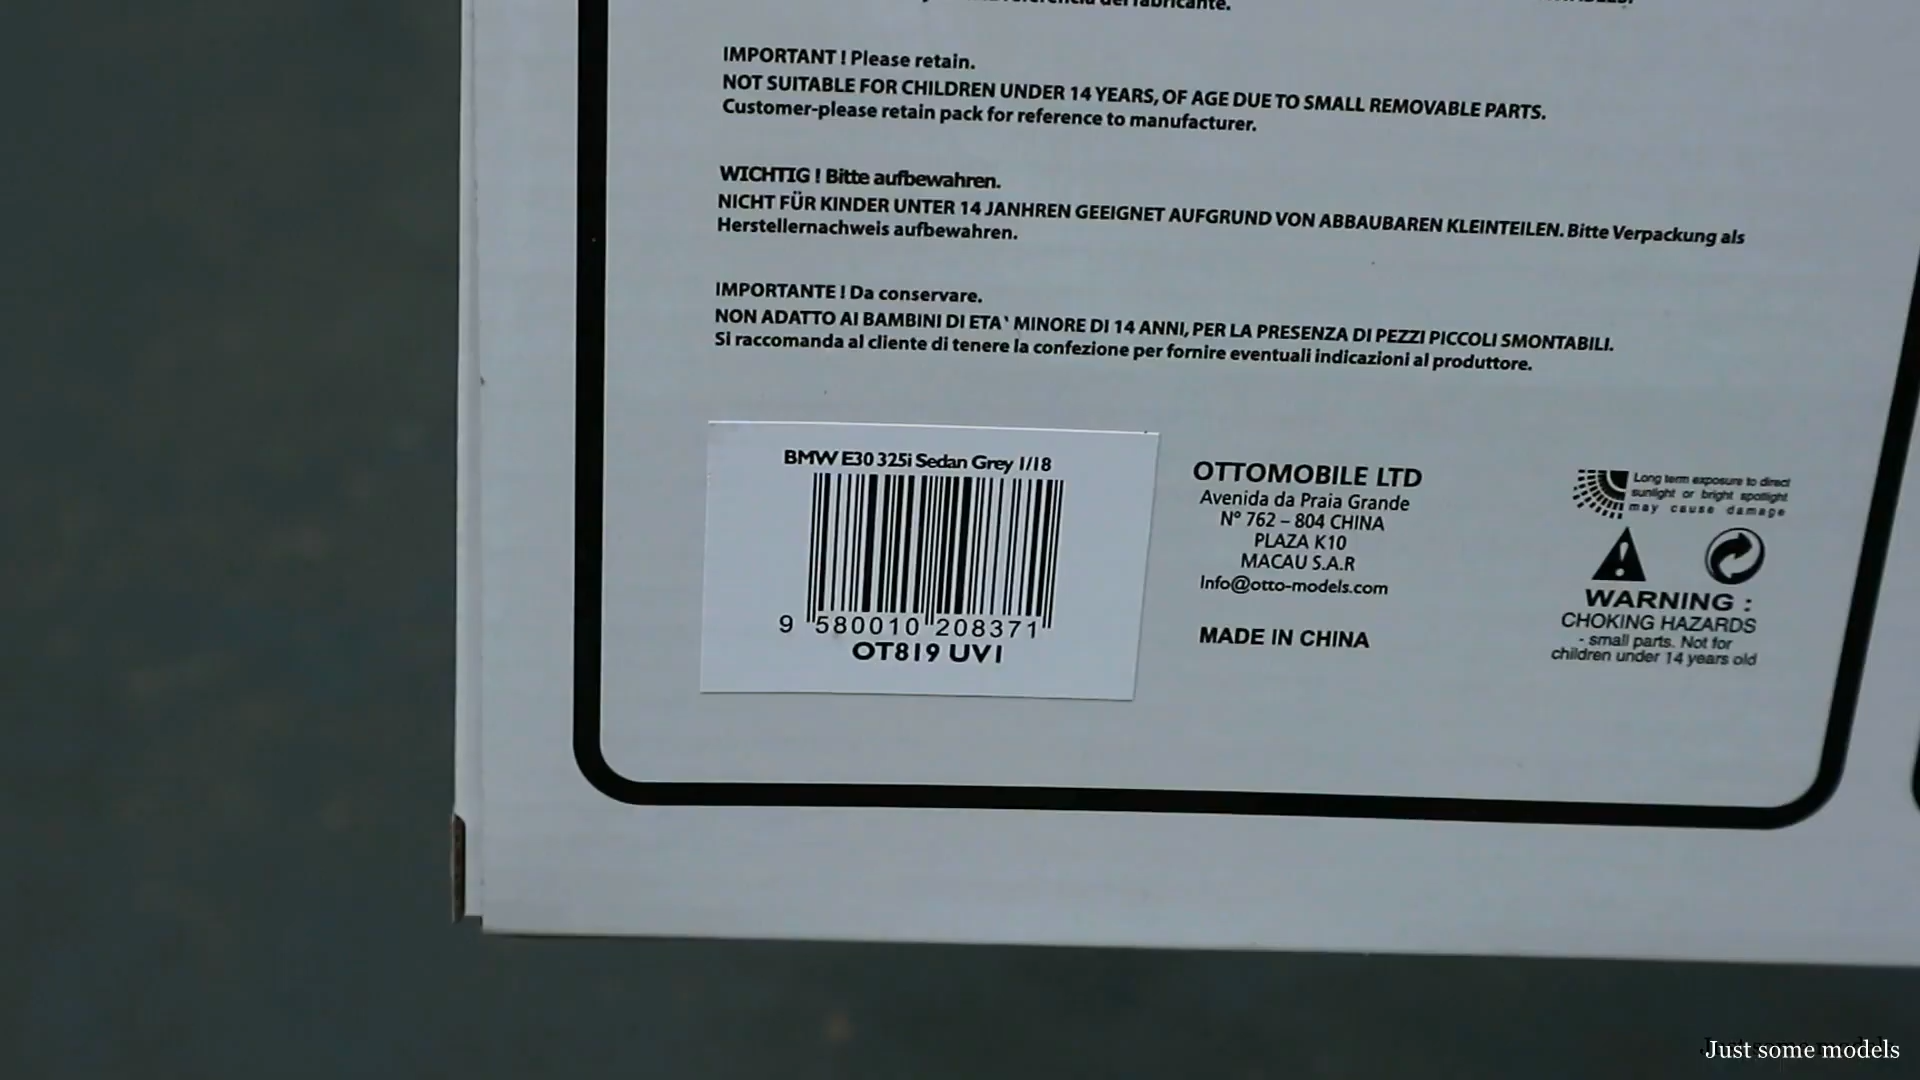 del fabricante.
IMPORTANT ! Please retain.
NOT SUITABLE FOR CHILDREN UNDER 14 YEARS, OF AGE DUE TO SMALL REMOVABLE PARTS.
Customer-please retain pack for reference to manufacturer.
WICHTIG ! Bitte aufbewahren.
NICHT FÜR KINDER UNTER 14 JANHREN GEEIGNET AUFGRUND VON ABBAUBAREN KLEINTEILEN. Bitte Verpackung als
Herstellernachweis aufbewahren.
IMPORTANTE ! Da conservare.
NON ADATTO AI BAMBINI DI ETA` MINORE DI 14 ANNI, PER LA PRESENZA DI PEZZI PICCOLI SMONTABILI.
Si raccomanda al cliente di tenere la confezione per fornire eventuali indicazioni al produttore.
BMW E30 325i Sedan Grey 1/18
9 580010 208371
OT819 UV1
OTTOMOBILE LTD
Avenida da Praia Grande
N° 762 – 804 CHINA
PLAZA K10
MACAU S.A.R
Info@otto-models.com
MADE IN CHINA
Long term exposure to direct
sunlight or bright spotlight
may cause damage
WARNING :
CHOKING HAZARDS
- small parts. Not for
children under 14 years old
Just some models